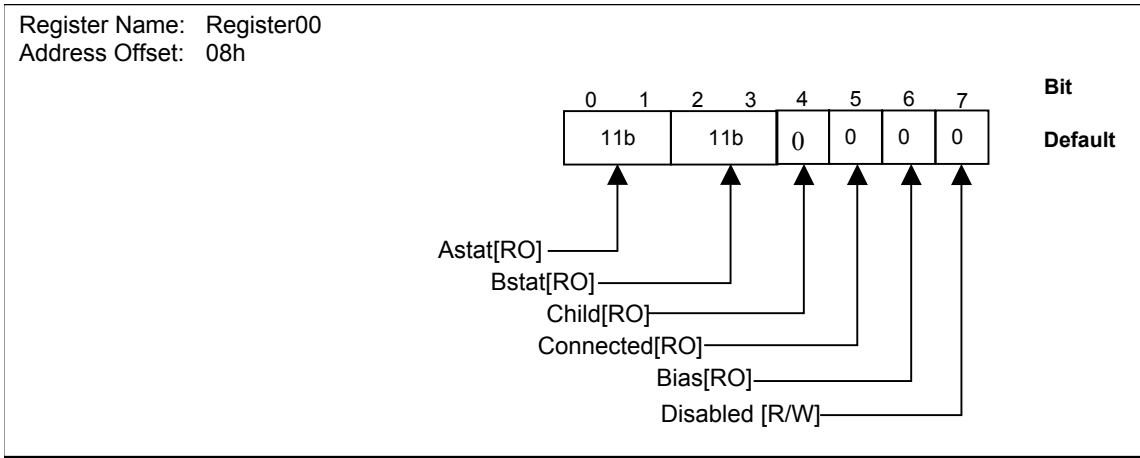 Register Name: Register00
Address Offset: 08h
Bit
0 1 2 3 4 5 6 7
11b 11b 0 0 0 0
Default
Astat[RO]
Bstat[RO]
Child[RO]
Connected[RO]
Bias[RO]
Disabled [R/W]